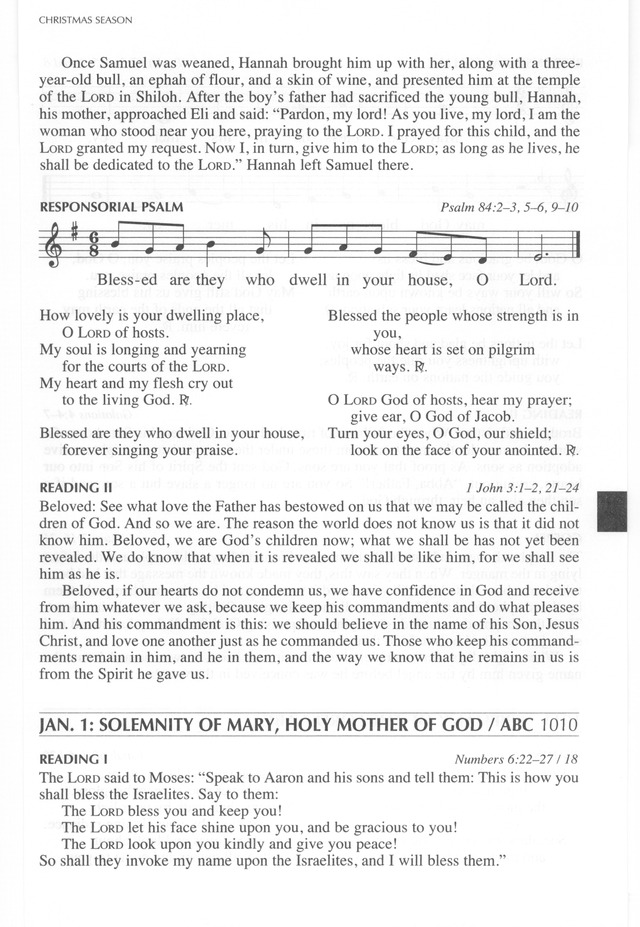 CHRISTMAS SEASON
Once Samuel was weaned, Hannah brought him up with her, along with a three-
year-old bull, an ephah of flour, and a skin of wine, and presented him at the temple
of the LORD in Shiloh. After the boy's father had sacrificed the young bull, Hannah,
his mother, approached Eli and said: “Pardon, my lord! As you live, my lord, I am the
woman who stood near you here, praying to the LORD. I prayed for this child, and the
LORD granted my request. Now I, in turn, give him to the LORD; as long as he lives, he
shall be dedicated to the LORD.” Hannah left Samuel there.
RESPONSORIAL PSALM Psalm 84:2–3, 5–6, 9–10
6
8
Bless-ed are they who dwell in your house, O Lord.
How lovely is your dwelling place,
O LORD of hosts.
My soul is longing and yearning
for the courts of the LORD.
My heart and my flesh cry out
to the living God. ℟.
Blessed are they who dwell in your house,
forever singing your praise.
Blessed the people whose strength is in
you,
whose heart is set on pilgrim
ways. ℟.
O LORD God of hosts, hear my prayer;
give ear, O God of Jacob.
Turn your eyes, O God, our shield;
look on the face of your anointed. ℟.
READING II 1 John 3:1–2, 21–24
Beloved: See what love the Father has bestowed on us that we may be called the chil-
dren of God. And so we are. The reason the world does not know us is that it did not
know him. Beloved, we are God's children now; what we shall be has not yet been
revealed. We do know that when it is revealed we shall be like him, for we shall see
him as he is.
Beloved, if our hearts do not condemn us, we have confidence in God and receive
from him whatever we ask, because we keep his commandments and do what pleases
him. And his commandment is this: we should believe in the name of his Son, Jesus
Christ, and love one another just as he commanded us. Those who keep his command-
ments remain in him, and he in them, and the way we know that he remains in us is
from the Spirit he gave us.
JAN. 1: SOLEMNITY OF MARY, HOLY MOTHER OF GOD / ABC 1010
READING I Numbers 6:22–27 / 18
The LORD said to Moses: “Speak to Aaron and his sons and tell them: This is how you
shall bless the Israelites. Say to them:
The LORD bless you and keep you!
The LORD let his face shine upon you, and be gracious to you!
The LORD look upon you kindly and give you peace!
So shall they invoke my name upon the Israelites, and I will bless them.”